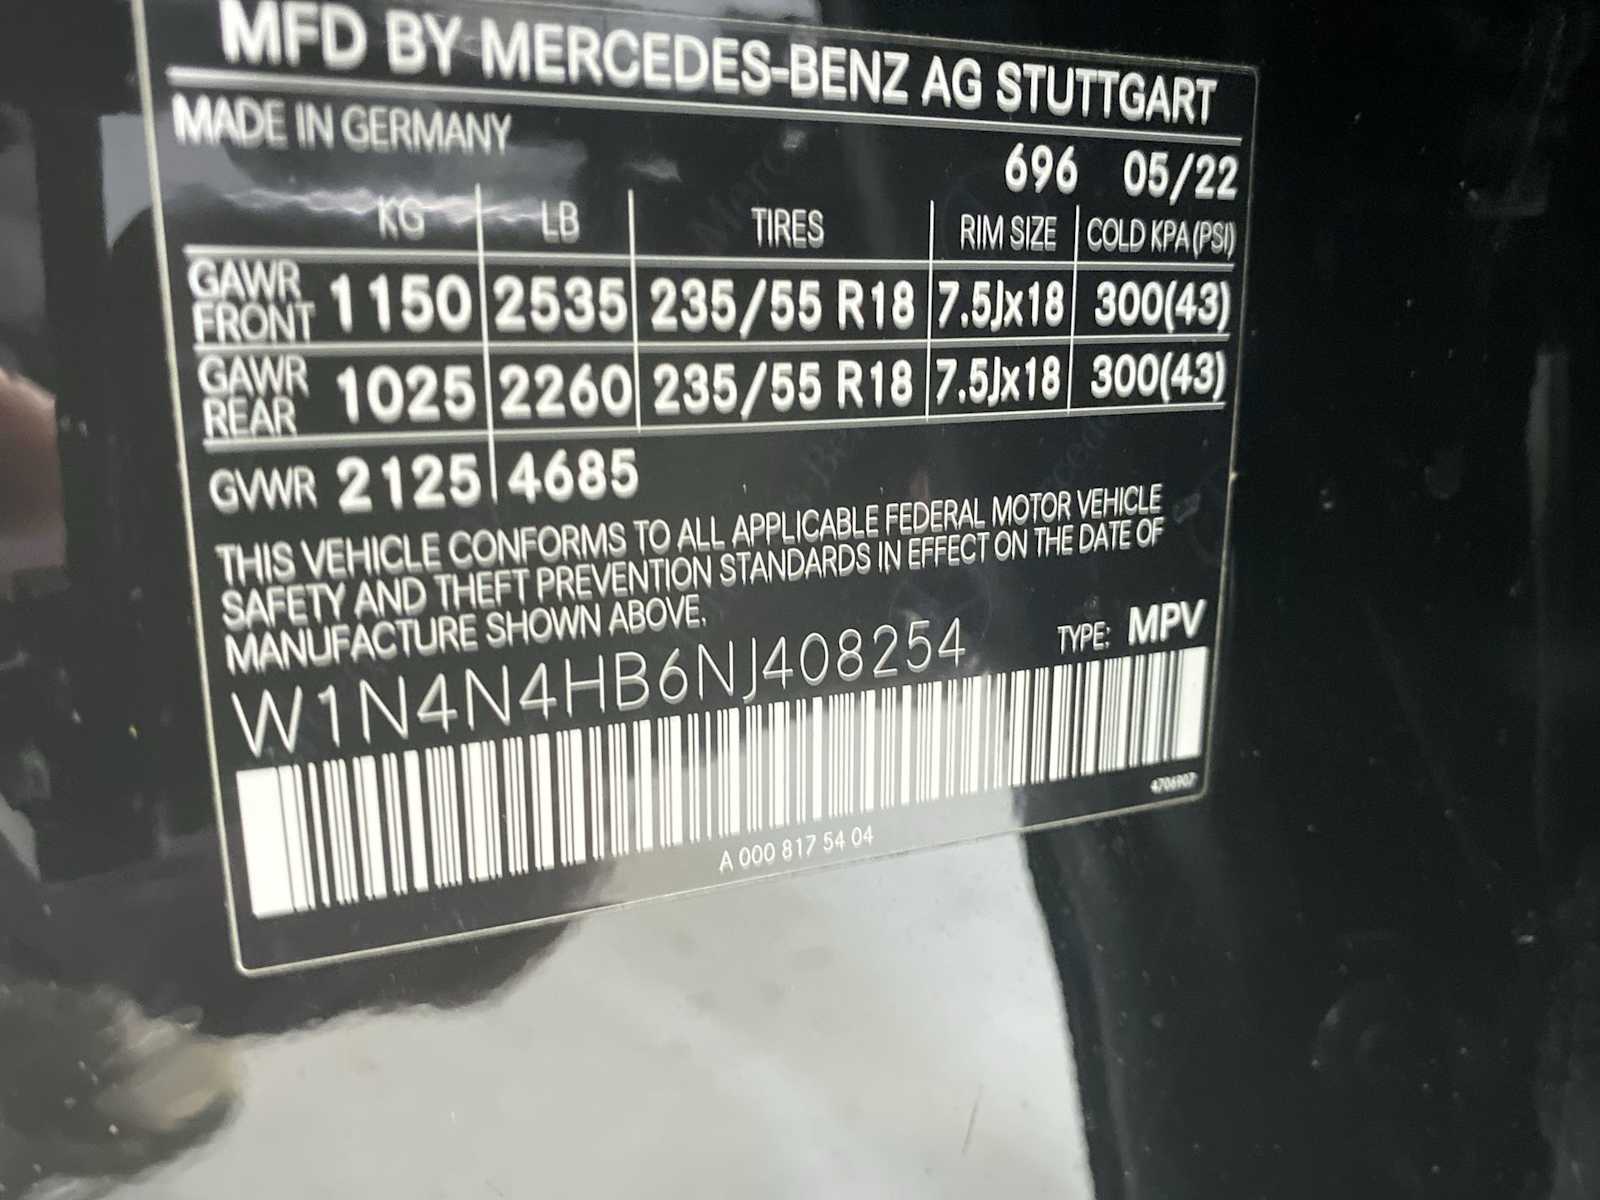 MFD BY MERCEDES-BENZ AG STUTTGART
MADE IN GERMANY
696 05/22
KG LB TIRES RIM SIZE COLD KPA (PSI)
GAWR FRONT 1150 2535 235/55 R18 7.5Jx18 300(43)
GAWR REAR 1025 2260 235/55 R18 7.5Jx18 300(43)
GVWR 2125 4685
THIS VEHICLE CONFORMS TO ALL APPLICABLE FEDERAL MOTOR VEHICLE
SAFETY AND THEFT PREVENTION STANDARDS IN EFFECT ON THE DATE OF
MANUFACTURE SHOWN ABOVE.
W1N4N4HB6NJ408254 TYPE: MPV
4706907
A 000 817 54 04